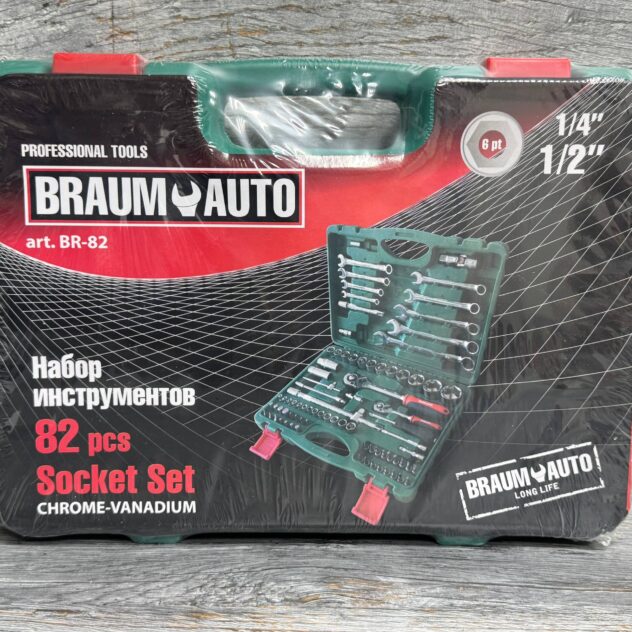 PROFESSIONAL TOOLS
BRAUM AUTO
art. BR-82
6 pt
1/4"
1/2"
Набор
инструментов
82 pcs
Socket Set
CHROME-VANADIUM
BRAUM AUTO
LONG LIFE